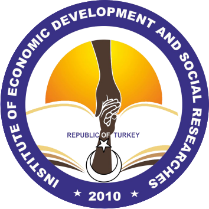 INSTITUTE OF ECONOMIC DEVELOPMENT AND SOCIAL RESEARCHES
REPUBLIC OF TURKEY
* 2010 *